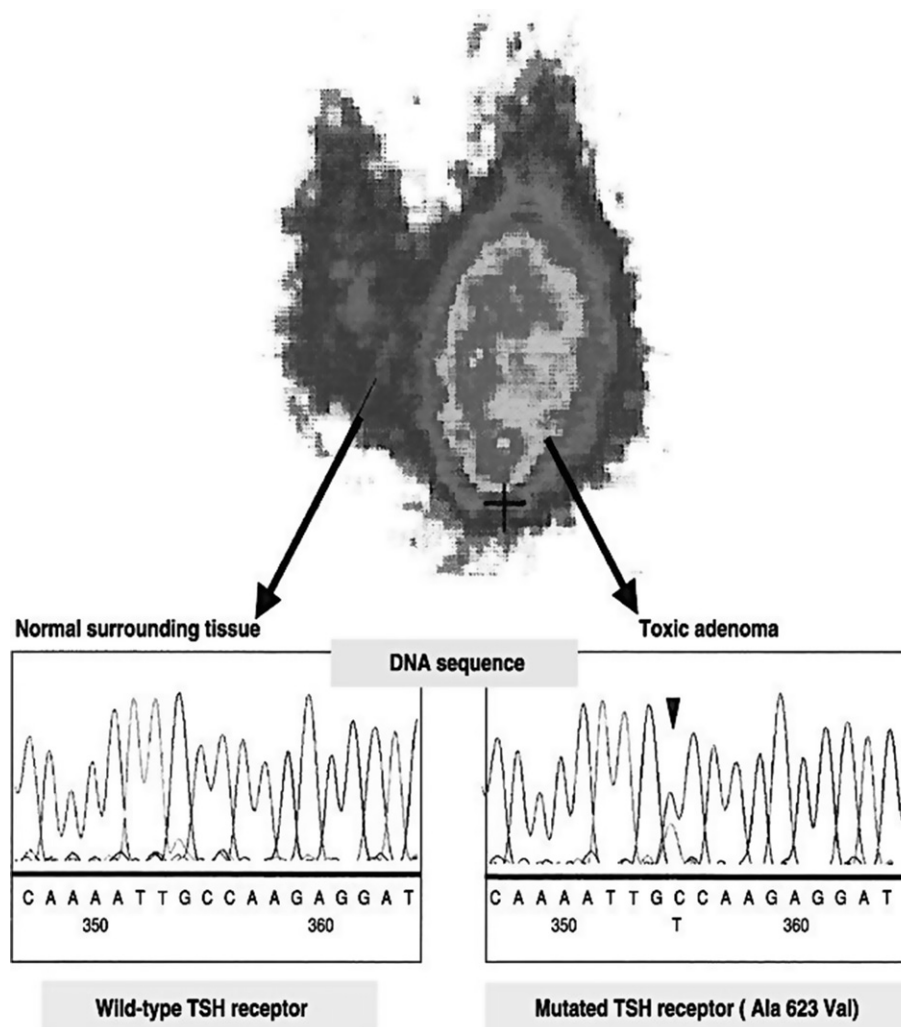 Normal surrounding tissue
Toxic adenoma
DNA sequence
C A A A A T T G C C A A G A G G A T
350 360
C A A A A T T G C C A A G A G G A T
350 T 360
Wild-type TSH receptor
Mutated TSH receptor ( Ala 623 Val)